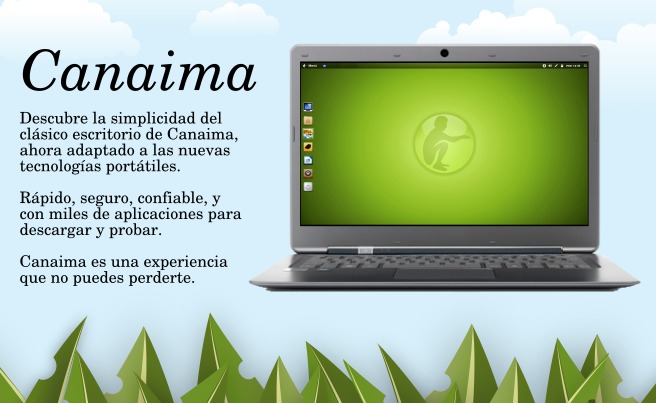 Canaima
Descubre la simplicidad del
clásico escritorio de Canaima,
ahora adaptado a las nuevas
tecnologías portátiles.
Rápido, seguro, confiable, y
con miles de aplicaciones para
descargar y probar.
Canaima es una experiencia
que no puedes perderte.